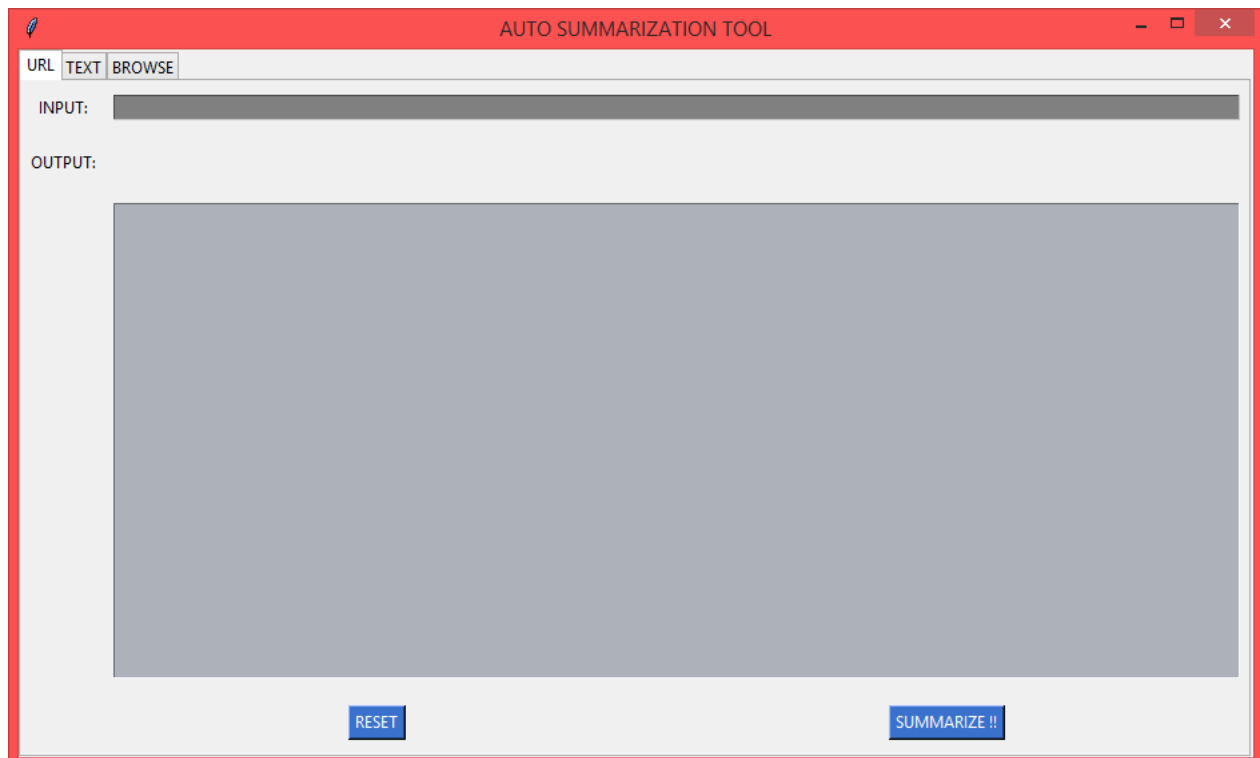 AUTO SUMMARIZATION TOOL
URL TEXT BROWSE
INPUT:
OUTPUT:
RESET SUMMARIZE !!